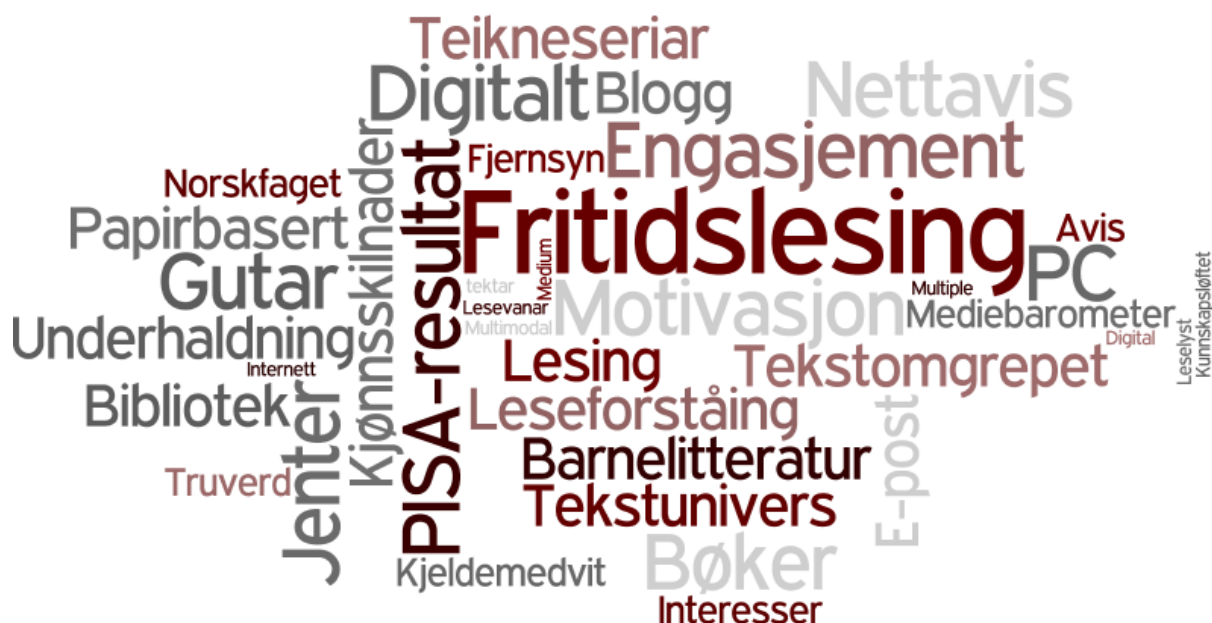 Teikneseriar
Digitalt
Blogg
Nettavis
Kjønnsskilnader
PISA-resultat
Fjernsyn
Engasjement
Norskfaget
Fritidslesing
Papirbasert
Avis
Gutar
Medium
tektar
Lesevanar
Multimodal
Motivasjon
Multiple
PC
Mediebarometer
Digital
Leselyst
Kunnskapsløftet
Underhaldning
Internett
Lesing
Tekstomgrepet
Bibliotek
Jenter
Leseforståing
E-post
Barnelitteratur
Truverd
Tekstunivers
Kjeldemedvit
Bøker
Interesser